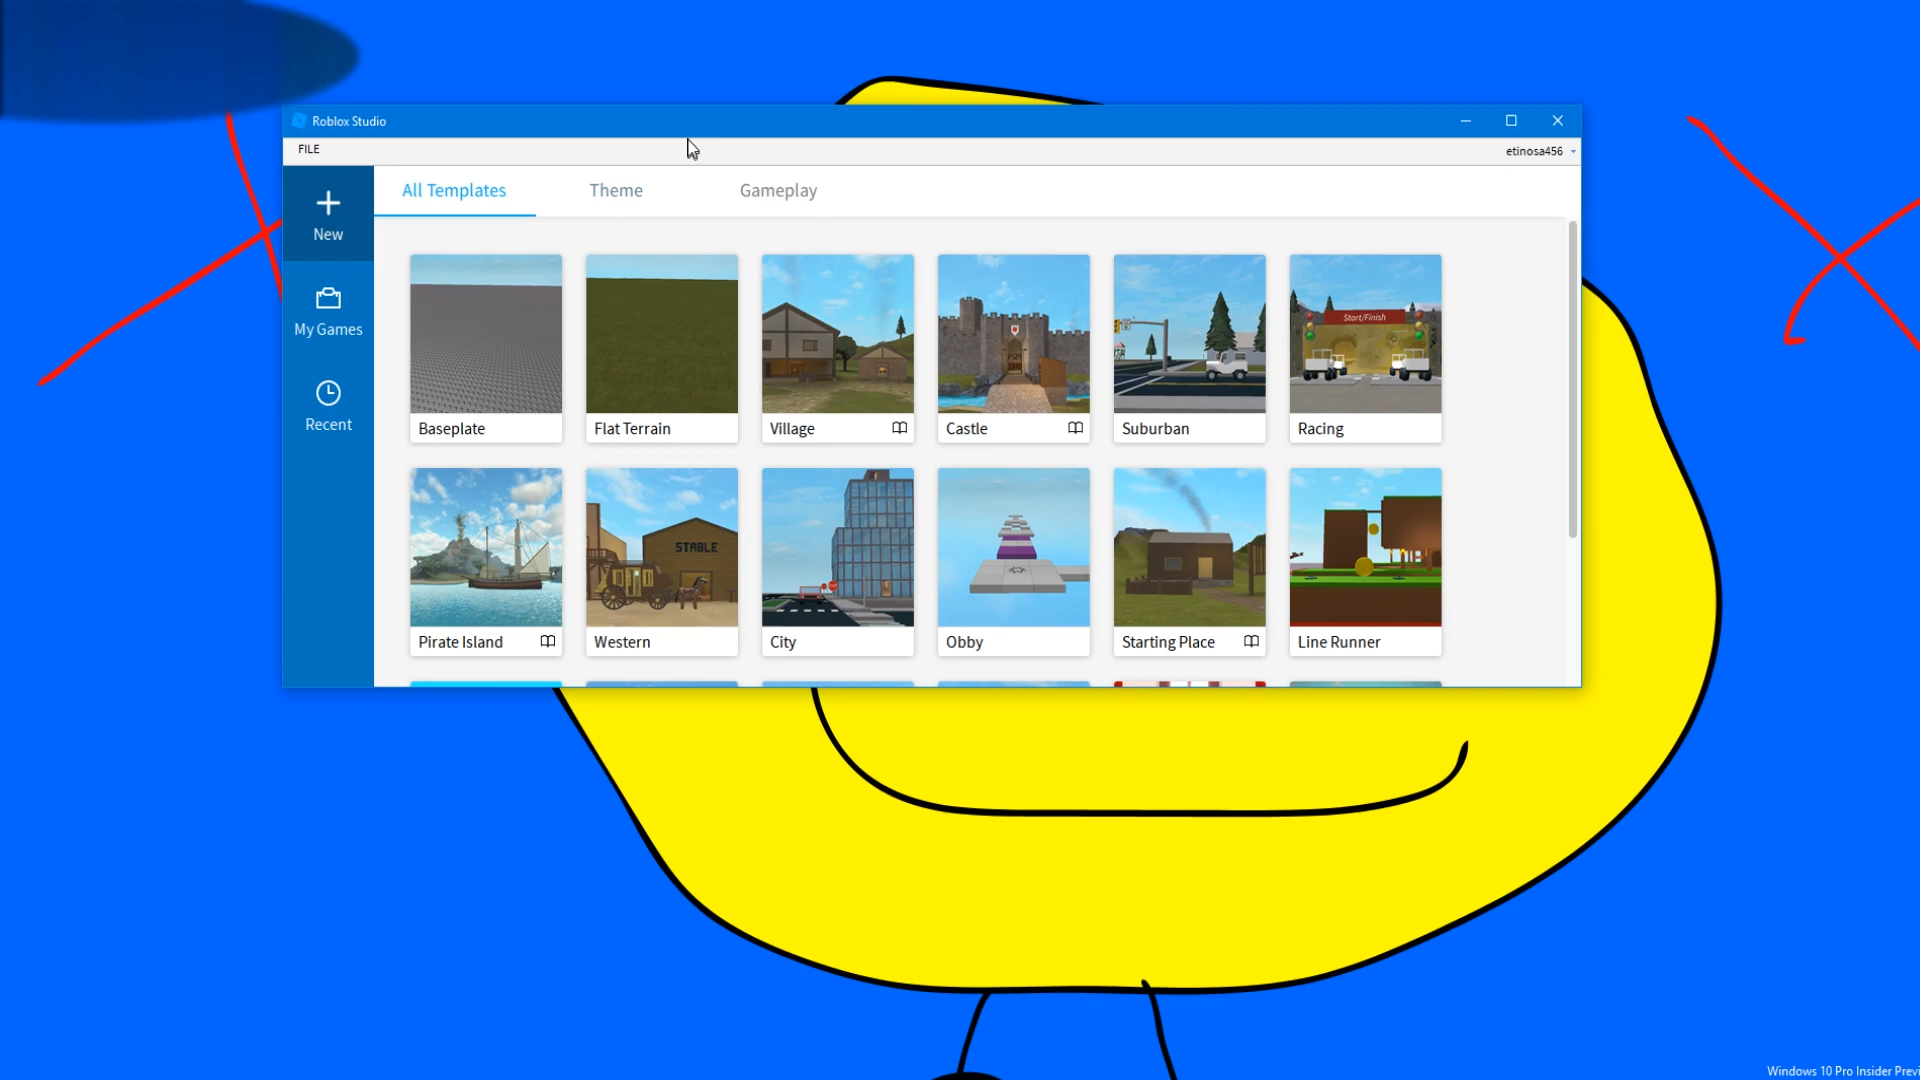 Roblox Studio
FILE
etinosa456
New
My Games
Recent
All Templates
Theme
Gameplay
Start/Finish
Baseplate
Flat Terrain
Village
Castle
Suburban
Racing
STABLE
Pirate Island
Western
City
Obby
Starting Place
Line Runner
Windows 10 Pro Insider Previ